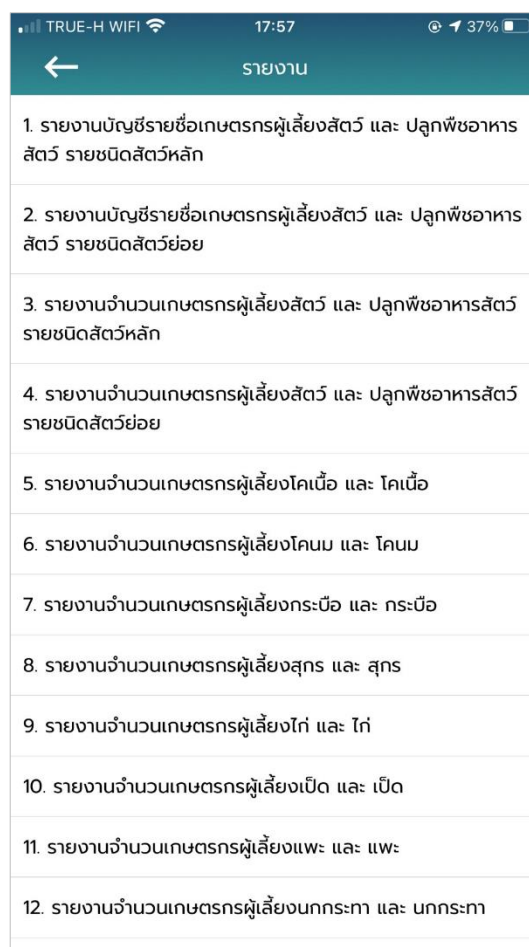 TRUE-H WIFI 17:57 37%
รายงาน
1. รายงานบัญชีรายชื่อเกษตรกรผู้เลี้ยงสัตว์ และ ปลูกพืชอาหาร
สัตว์ รายชนิดสัตว์หลัก
2. รายงานบัญชีรายชื่อเกษตรกรผู้เลี้ยงสัตว์ และ ปลูกพืชอาหาร
สัตว์ รายชนิดสัตว์ย่อย
3. รายงานจำนวนเกษตรกรผู้เลี้ยงสัตว์ และ ปลูกพืชอาหารสัตว์
รายชนิดสัตว์หลัก
4. รายงานจำนวนเกษตรกรผู้เลี้ยงสัตว์ และ ปลูกพืชอาหารสัตว์
รายชนิดสัตว์ย่อย
5. รายงานจำนวนเกษตรกรผู้เลี้ยงโคเนื้อ และ โคเนื้อ
6. รายงานจำนวนเกษตรกรผู้เลี้ยงโคนม และ โคนม
7. รายงานจำนวนเกษตรกรผู้เลี้ยงกระบือ และ กระบือ
8. รายงานจำนวนเกษตรกรผู้เลี้ยงสุกร และ สุกร
9. รายงานจำนวนเกษตรกรผู้เลี้ยงไก่ และ ไก่
10. รายงานจำนวนเกษตรกรผู้เลี้ยงเป็ด และ เป็ด
11. รายงานจำนวนเกษตรกรผู้เลี้ยงแพะ และ แพะ
12. รายงานจำนวนเกษตรกรผู้เลี้ยงนกกระทา และ นกกระทา